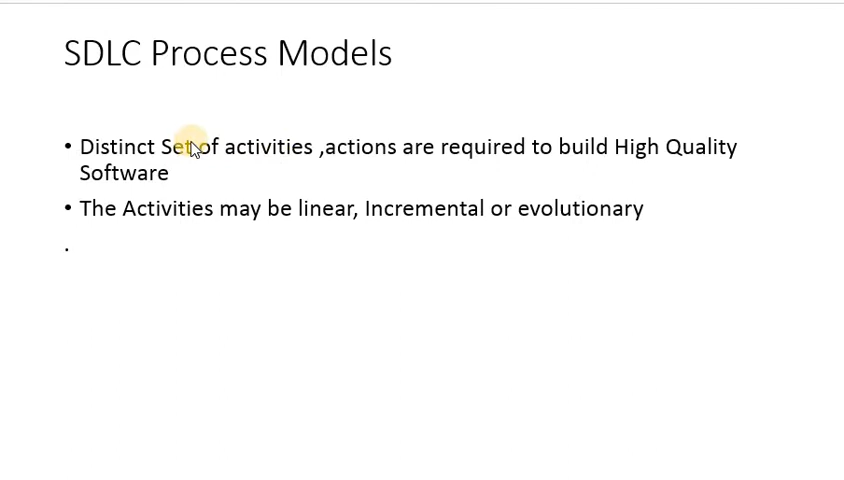 SDLC Process Models
• Distinct Set of activities ,actions are required to build High Quality
Software
• The Activities may be linear, Incremental or evolutionary
.